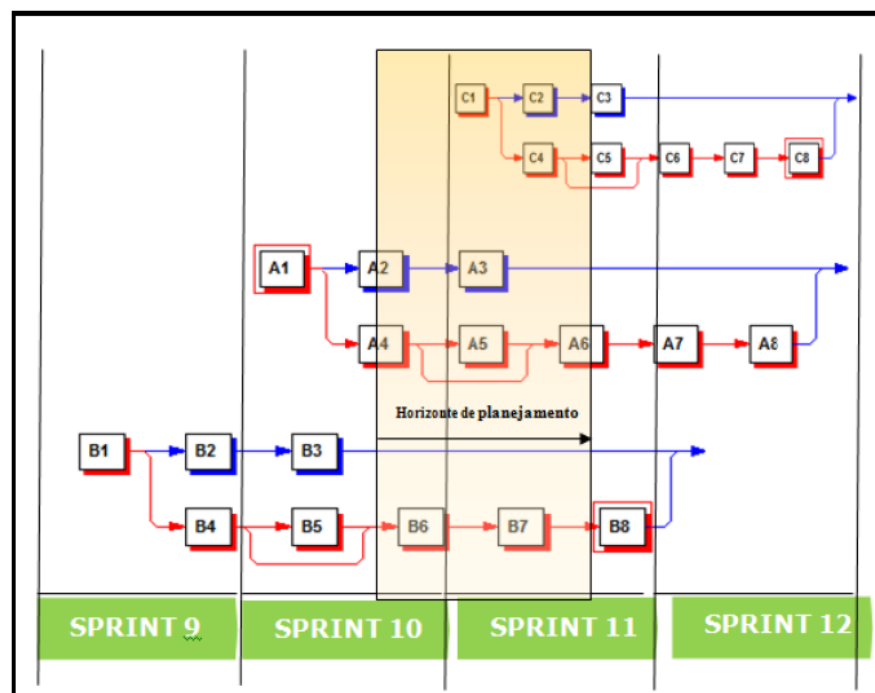 C1 C2 C3
C4 C5 C6 C7 C8
A1 A2 A3
A4 A5 A6 A7 A8
Horizonte de planejamento
B1 B2 B3
B4 B5 B6 B7 B8
SPRINT 9 SPRINT 10 SPRINT 11 SPRINT 12